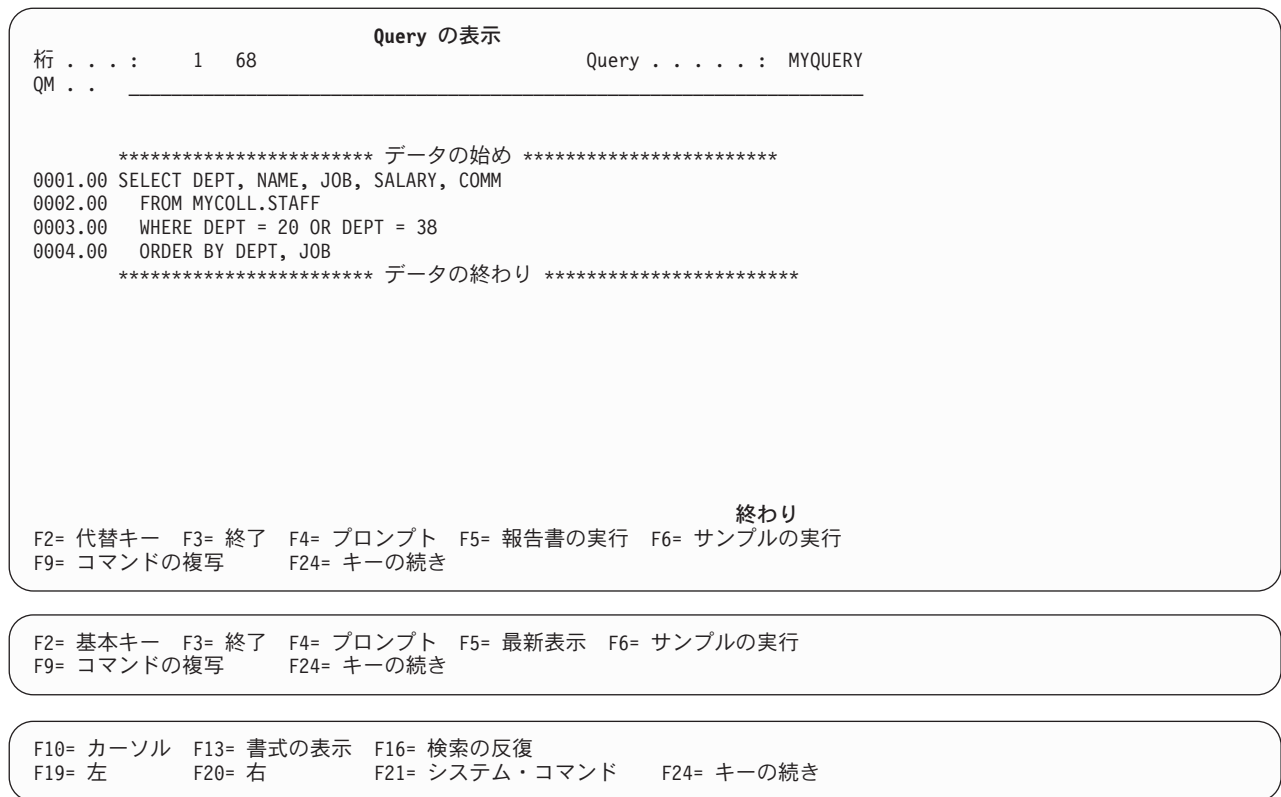 Query の表示
桁 . . . :     1   68                               Query . . . . . :  MYQUERY
QM . .  _____________________________________________________________________
************************ データの始め ************************
0001.00 SELECT DEPT, NAME, JOB, SALARY, COMM
0002.00   FROM MYCOLL.STAFF
0003.00   WHERE DEPT = 20 OR DEPT = 38
0004.00   ORDER BY DEPT, JOB
************************ データの終わり ************************
終わり
F2= 代替キー  F3= 終了  F4= プロンプト  F5= 報告書の実行  F6= サンプルの実行
F9= コマンドの複写      F24= キーの続き
F2= 基本キー  F3= 終了  F4= プロンプト  F5= 最新表示  F6= サンプルの実行
F9= コマンドの複写      F24= キーの続き
F10= カーソル  F13= 書式の表示  F16= 検索の反復
F19= 左        F20= 右          F21= システム・コマンド    F24= キーの続き